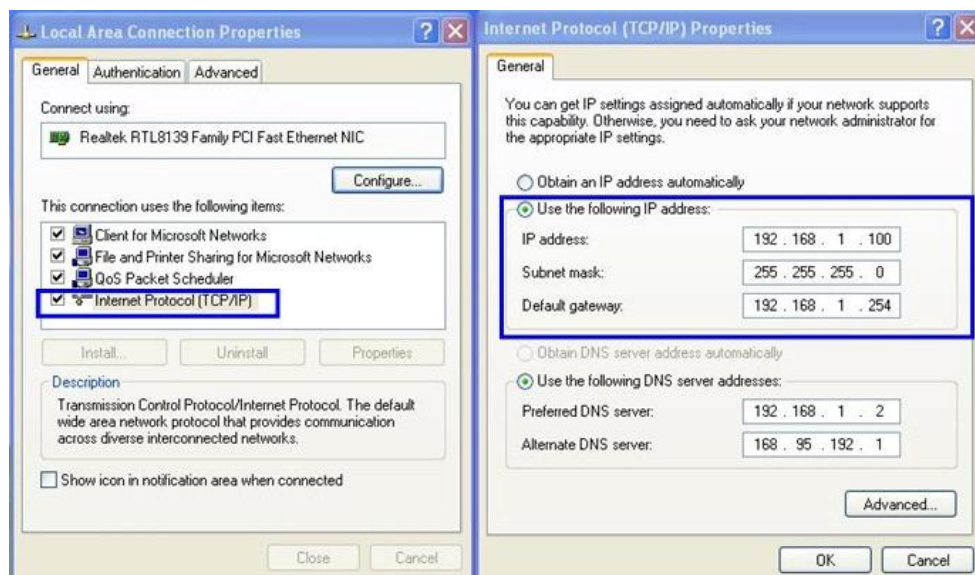 Local Area Connection Properties
General
Authentication
Advanced
Connect using:
Realtek RTL8139 Family PCI Fast Ethernet NIC
Configure...
This connection uses the following items:
Client for Microsoft Networks
File and Printer Sharing for Microsoft Networks
QoS Packet Scheduler
Internet Protocol (TCP/IP)
Install...
Uninstall
Properties
Description
Transmission Control Protocol/Internet Protocol. The default
wide area network protocol that provides communication
across diverse interconnected networks.
Show icon in notification area when connected
Close
Cancel
Internet Protocol (TCP/IP) Properties
General
You can get IP settings assigned automatically if your network supports
this capability. Otherwise, you need to ask your network administrator for
the appropriate IP settings.
Obtain an IP address automatically
Use the following IP address:
IP address: 192 . 168 . 1 . 100
Subnet mask: 255 . 255 . 255 . 0
Default gateway: 192 . 168 . 1 . 254
Obtain DNS server address automatically
Use the following DNS server addresses:
Preferred DNS server: 192 . 168 . 1 . 2
Alternate DNS server: 168 . 95 . 192 . 1
Advanced...
OK
Cancel